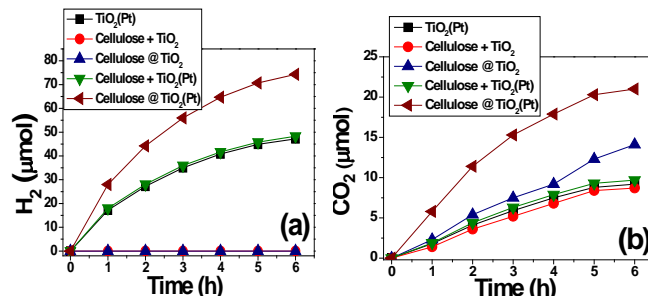 TiO2(Pt)
Cellulose + TiO2
Cellulose @ TiO2
Cellulose + TiO2(Pt)
Cellulose @ TiO2(Pt)
80
70
60
50
40
30
20
10
0
H2 (μmol)
(a)
0 1 2 3 4 5 6
Time (h)
TiO2(Pt)
Cellulose + TiO2
Cellulose @ TiO2
Cellulose + TiO2(Pt)
Cellulose @ TiO2(Pt)
25
20
15
10
5
0
CO2 (μmol)
(b)
0 1 2 3 4 5 6
Time (h)